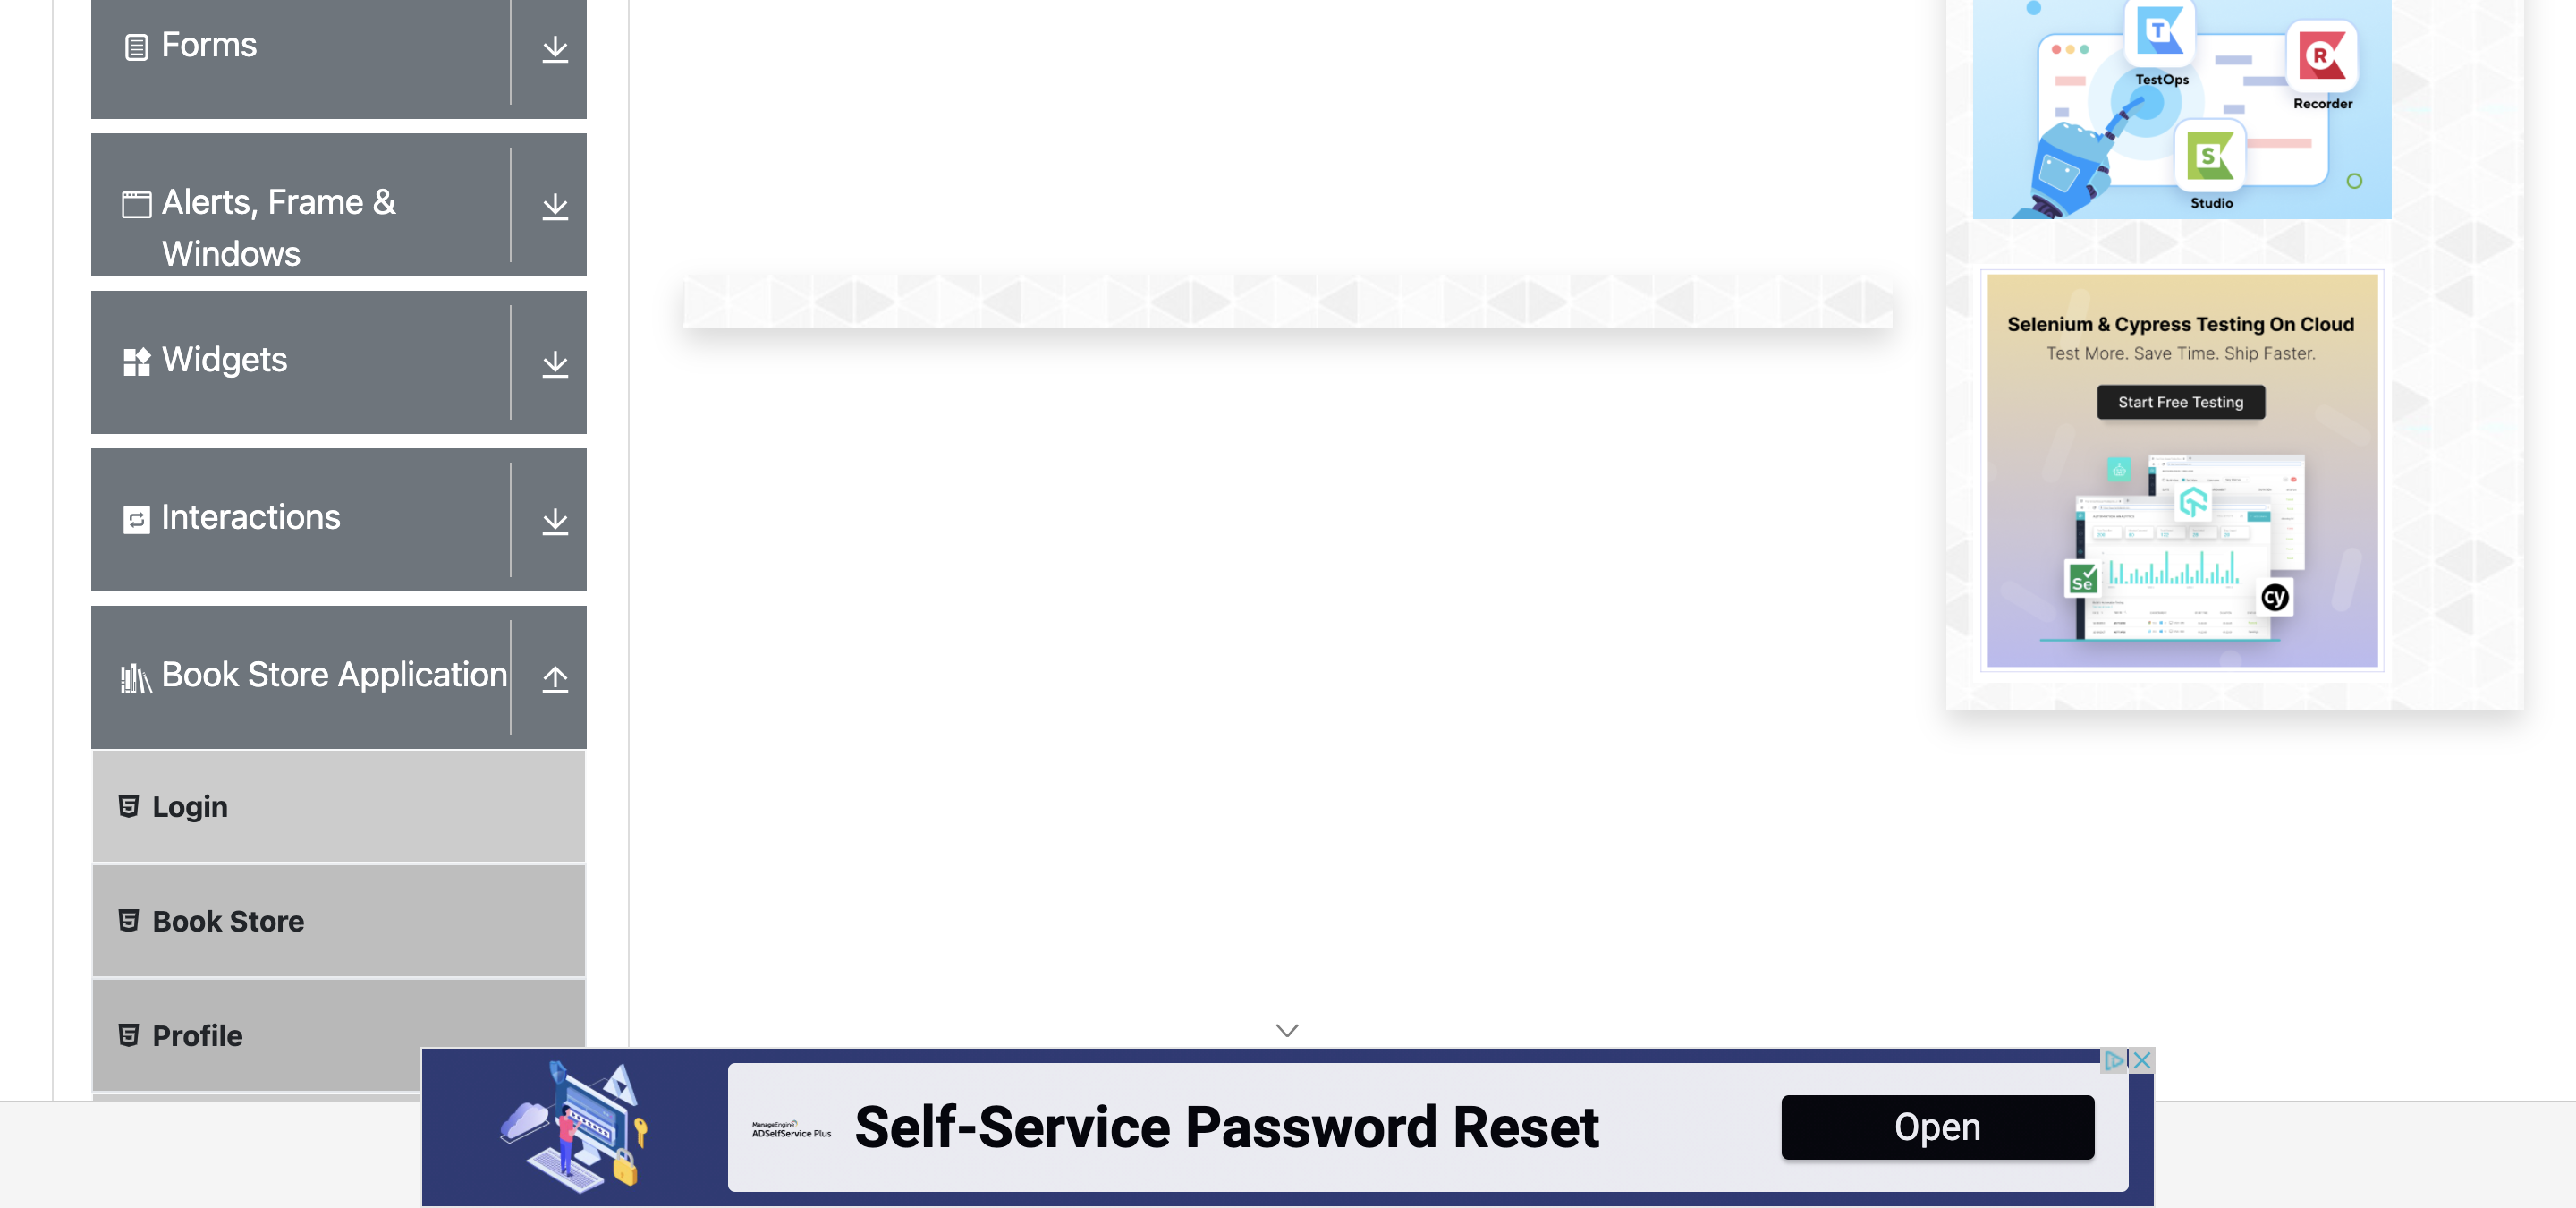 Forms
Alerts, Frame &
Windows
Widgets
Interactions
Book Store Application
Login
Book Store
Profile
T
TestOps
R
Recorder
S
Studio
Selenium & Cypress Testing On Cloud
Test More. Save Time. Ship Faster.
Start Free Testing
Se
cy
ManageEngine
ADSelfService Plus
Self-Service Password Reset
Open